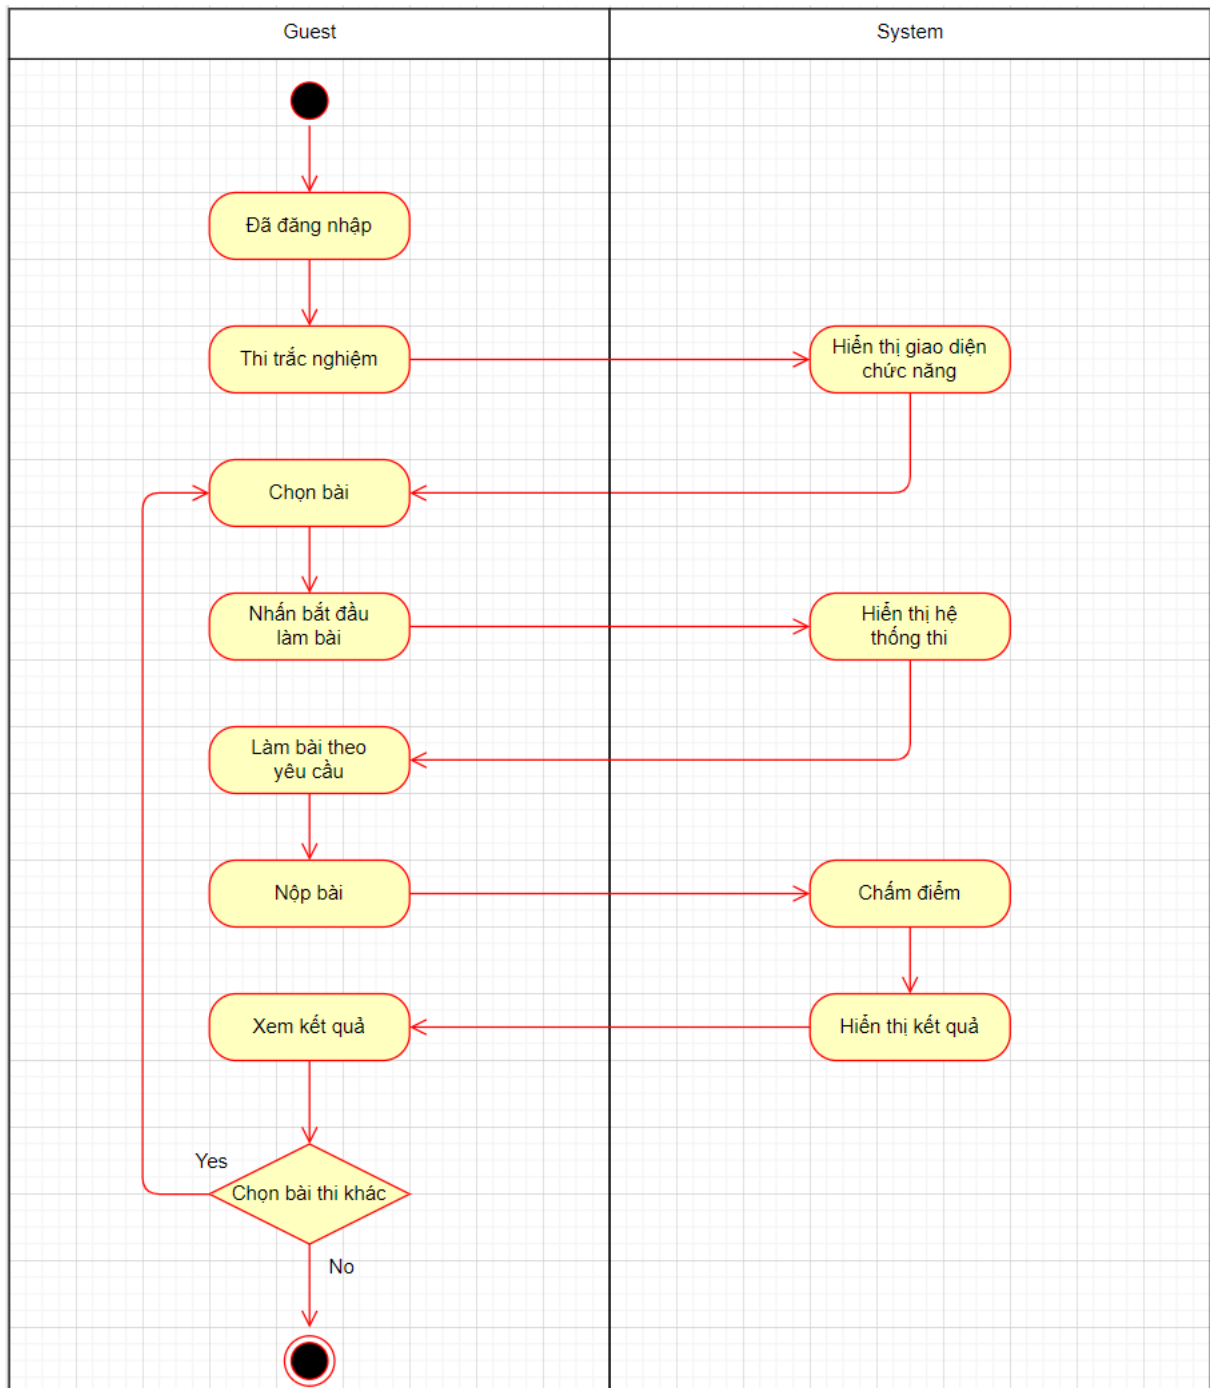 Guest
System
Đã đăng nhập
Thi trắc nghiệm
Hiển thị giao diện
chức năng
Chọn bài
Nhấn bắt đầu
làm bài
Hiển thị hệ
thống thi
Làm bài theo
yêu cầu
Nộp bài
Chấm điểm
Xem kết quả
Hiển thị kết quả
Yes
Chọn bài thi khác
No